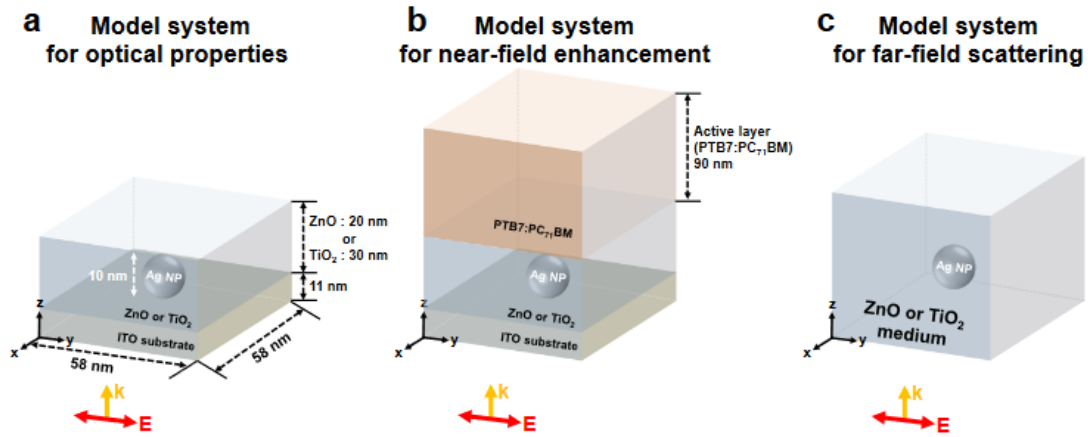 a
Model system
for optical properties
ZnO : 20 nm
or
TiO₂ : 30 nm
11 nm
10 nm
Ag NP
ZnO or TiO₂
ITO substrate
z
y
x
58 nm
58 nm
k
E
b
Model system
for near-field enhancement
Active layer
(PTB7:PC₇₁BM)
90 nm
PTB7:PC₇₁BM
Ag NP
ZnO or TiO₂
ITO substrate
z
y
x
k
E
c
Model system
for far-field scattering
Ag NP
ZnO or TiO₂
medium
z
y
x
k
E